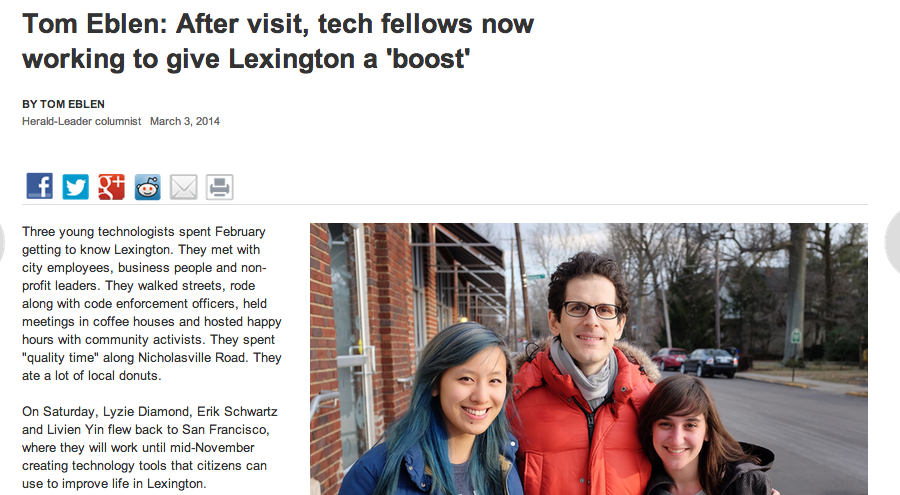 Tom Eblen: After visit, tech fellows now
working to give Lexington a 'boost'
BY TOM EBLEN
Herald-Leader columnist March 3, 2014
Three young technologists spent February
getting to know Lexington. They met with
city employees, business people and non-
profit leaders. They walked streets, rode
along with code enforcement officers, held
meetings in coffee houses and hosted happy
hours with community activists. They spent
"quality time" along Nicholasville Road. They
ate a lot of local donuts.
On Saturday, Lyzie Diamond, Erik Schwartz
and Livien Yin flew back to San Francisco,
where they will work until mid-November
creating technology tools that citizens can
use to improve life in Lexington.